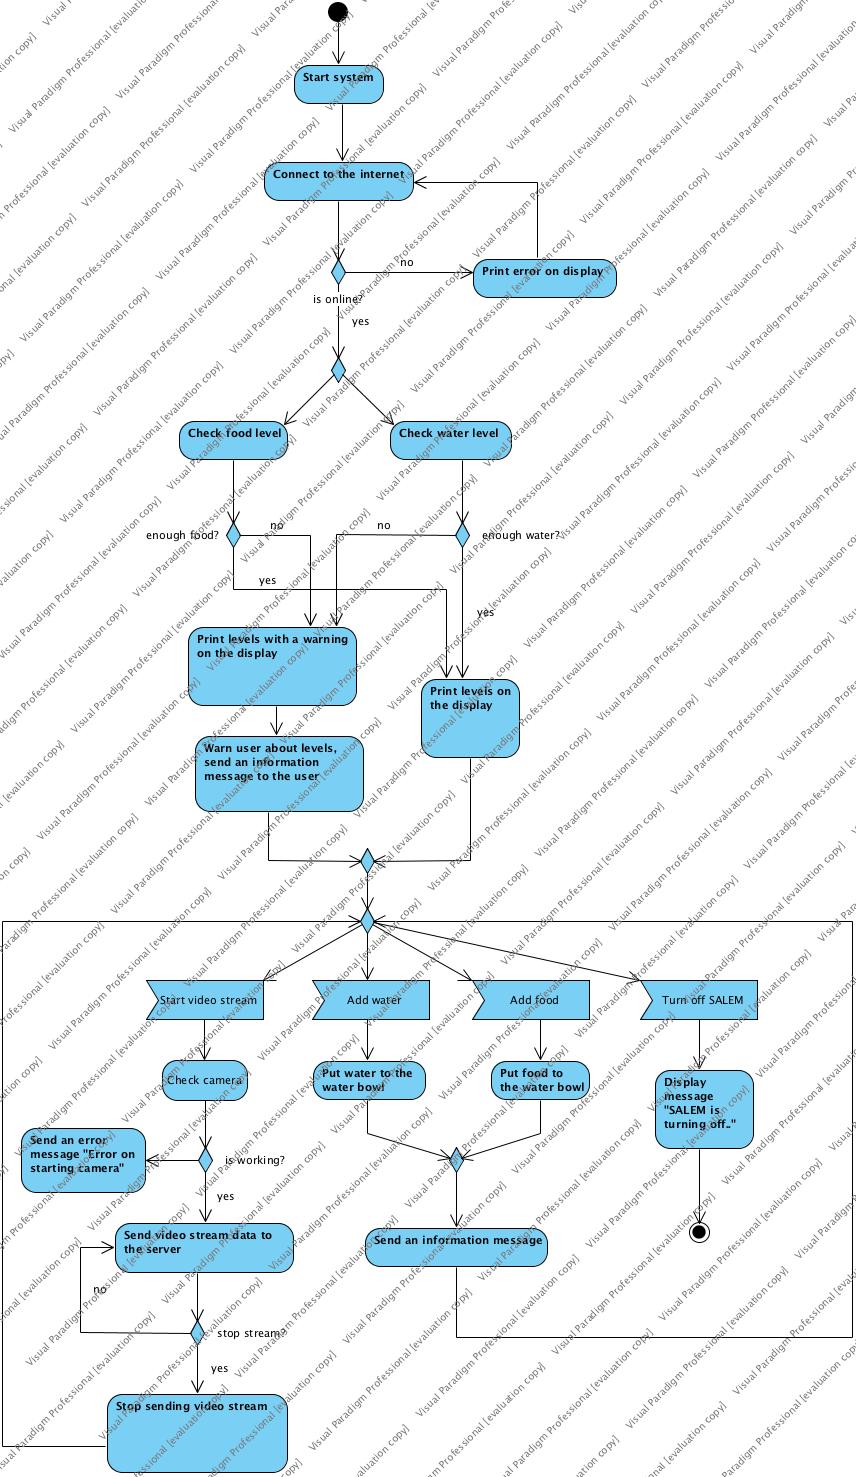 Start system
Connect to the internet
no
Print error on display
is online?
yes
Check food level
Check water level
enough food?
no
no
enough water?
yes
yes
Print levels with a warning
on the display
Print levels on
the display
Warn user about levels,
send an information
message to the user
Start video stream
Add water
Add food
Turn off SALEM
Check camera
Put water to the
water bowl
Put food to
the water bowl
Display
message
"SALEM is
turning off.."
Send an error
message "Error on
starting camera"
is working?
yes
Send video stream data to
the server
Send an information message
no
stop stream?
yes
Stop sending video stream
Visual Paradigm Professional [evaluation copy]